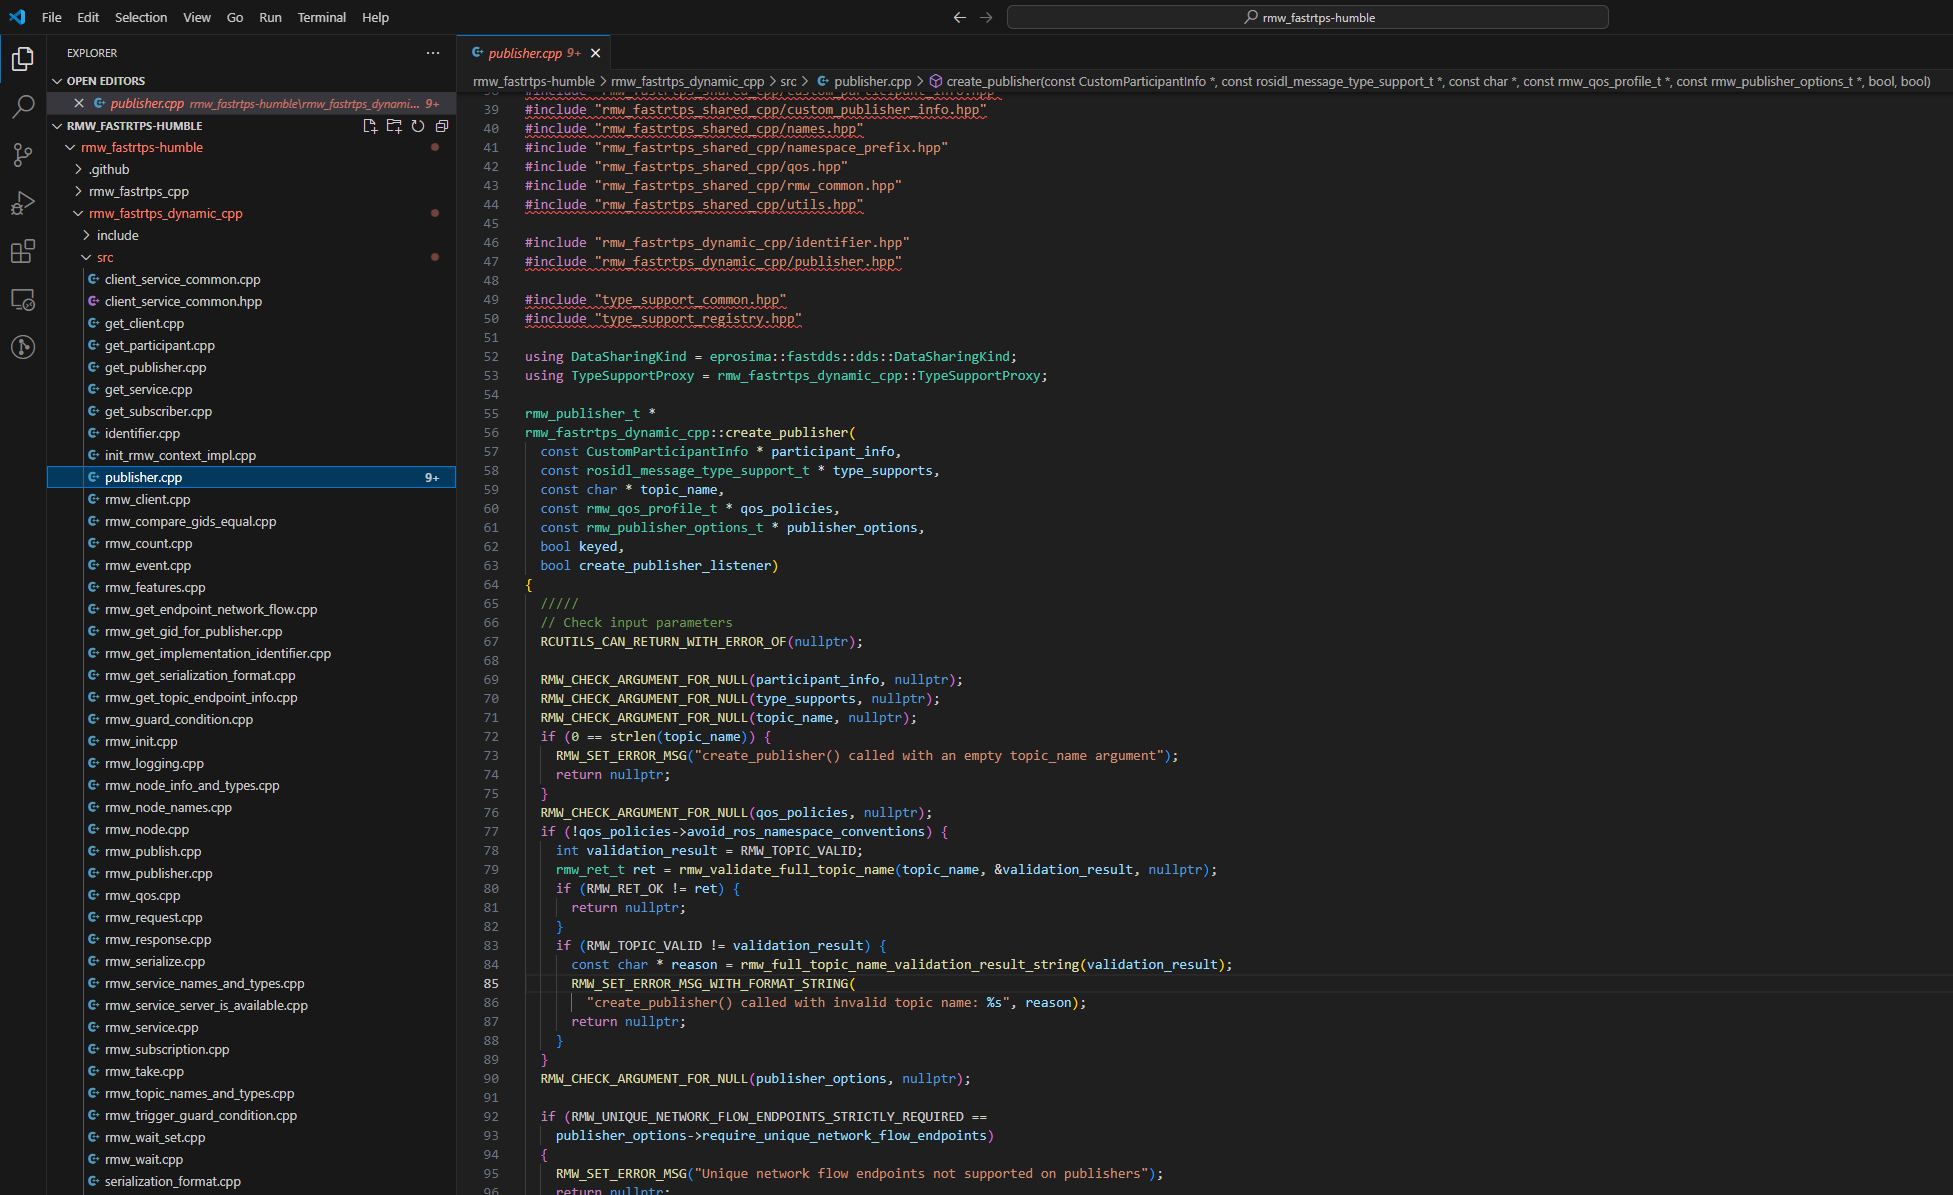 File Edit Selection View Go Run Terminal Help
rmw_fastrtps-humble
EXPLORER
OPEN EDITORS
publisher.cpp rmw_fastrtps-humble\rmw_fastrtps_dynami... 9+
RMW_FASTRTPS-HUMBLE
rmw_fastrtps-humble
.github
rmw_fastrtps_cpp
rmw_fastrtps_dynamic_cpp
include
src
client_service_common.cpp
client_service_common.hpp
get_client.cpp
get_participant.cpp
get_publisher.cpp
get_service.cpp
get_subscriber.cpp
identifier.cpp
init_rmw_context_impl.cpp
publisher.cpp 9+
rmw_client.cpp
rmw_compare_gids_equal.cpp
rmw_count.cpp
rmw_event.cpp
rmw_features.cpp
rmw_get_endpoint_network_flow.cpp
rmw_get_gid_for_publisher.cpp
rmw_get_implementation_identifier.cpp
rmw_get_serialization_format.cpp
rmw_get_topic_endpoint_info.cpp
rmw_guard_condition.cpp
rmw_init.cpp
rmw_logging.cpp
rmw_node_info_and_types.cpp
rmw_node_names.cpp
rmw_node.cpp
rmw_publish.cpp
rmw_publisher.cpp
rmw_qos.cpp
rmw_request.cpp
rmw_response.cpp
rmw_serialize.cpp
rmw_service_names_and_types.cpp
rmw_service_server_is_available.cpp
rmw_service.cpp
rmw_subscription.cpp
rmw_take.cpp
rmw_topic_names_and_types.cpp
rmw_trigger_guard_condition.cpp
rmw_wait_set.cpp
rmw_wait.cpp
serialization_format.cpp
publisher.cpp 9+
rmw_fastrtps-humble > rmw_fastrtps_dynamic_cpp > src > publisher.cpp > create_publisher(const CustomParticipantInfo *, const rosidl_message_type_support_t *, const char *, const rmw_qos_profile_t *, const rmw_publisher_options_t *, bool, bool)
38 #include "rmw_fastrtps_shared_cpp/custom_participant_info.hpp"
39 #include "rmw_fastrtps_shared_cpp/custom_publisher_info.hpp"
40 #include "rmw_fastrtps_shared_cpp/names.hpp"
41 #include "rmw_fastrtps_shared_cpp/namespace_prefix.hpp"
42 #include "rmw_fastrtps_shared_cpp/qos.hpp"
43 #include "rmw_fastrtps_shared_cpp/rmw_common.hpp"
44 #include "rmw_fastrtps_shared_cpp/utils.hpp"
45
46 #include "rmw_fastrtps_dynamic_cpp/identifier.hpp"
47 #include "rmw_fastrtps_dynamic_cpp/publisher.hpp"
48
49 #include "type_support_common.hpp"
50 #include "type_support_registry.hpp"
51
52 using DataSharingKind = eprosima::fastdds::dds::DataSharingKind;
53 using TypeSupportProxy = rmw_fastrtps_dynamic_cpp::TypeSupportProxy;
54
55 rmw_publisher_t *
56 rmw_fastrtps_dynamic_cpp::create_publisher(
57 const CustomParticipantInfo * participant_info,
58 const rosidl_message_type_support_t * type_supports,
59 const char * topic_name,
60 const rmw_qos_profile_t * qos_policies,
61 const rmw_publisher_options_t * publisher_options,
62 bool keyed,
63 bool create_publisher_listener)
64 {
65 /////
66 // Check input parameters
67 RCUTILS_CAN_RETURN_WITH_ERROR_OF(nullptr);
68
69 RMW_CHECK_ARGUMENT_FOR_NULL(participant_info, nullptr);
70 RMW_CHECK_ARGUMENT_FOR_NULL(type_supports, nullptr);
71 RMW_CHECK_ARGUMENT_FOR_NULL(topic_name, nullptr);
72 if (0 == strlen(topic_name)) {
73 RMW_SET_ERROR_MSG("create_publisher() called with an empty topic_name argument");
74 return nullptr;
75 }
76 RMW_CHECK_ARGUMENT_FOR_NULL(qos_policies, nullptr);
77 if (!qos_policies->avoid_ros_namespace_conventions) {
78 int validation_result = RMW_TOPIC_VALID;
79 rmw_ret_t ret = rmw_validate_full_topic_name(topic_name, &validation_result, nullptr);
80 if (RMW_RET_OK != ret) {
81 return nullptr;
82 }
83 if (RMW_TOPIC_VALID != validation_result) {
84 const char * reason = rmw_full_topic_name_validation_result_string(validation_result);
85 RMW_SET_ERROR_MSG_WITH_FORMAT_STRING(
86 "create_publisher() called with invalid topic name: %s", reason);
87 return nullptr;
88 }
89 }
90 RMW_CHECK_ARGUMENT_FOR_NULL(publisher_options, nullptr);
91
92 if (RMW_UNIQUE_NETWORK_FLOW_ENDPOINTS_STRICTLY_REQUIRED ==
93 publisher_options->require_unique_network_flow_endpoints)
94 {
95 RMW_SET_ERROR_MSG("Unique network flow endpoints not supported on publishers");
96 return nullptr;